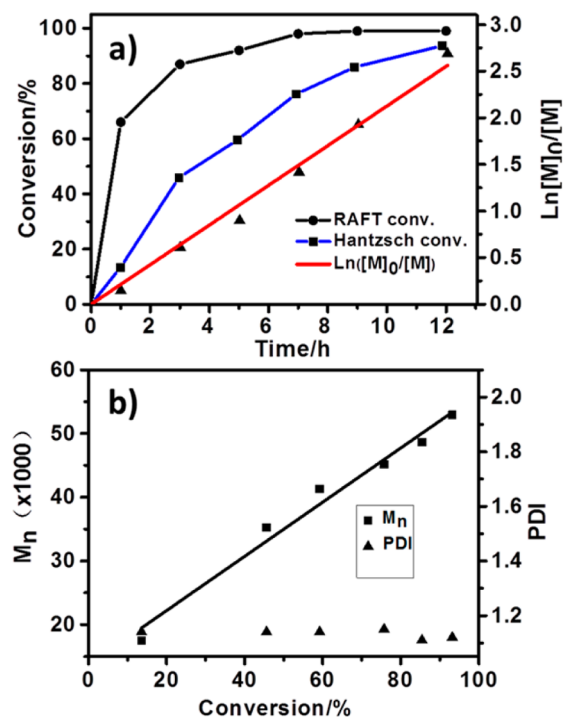 a)
Conversion/%
100
80
60
40
20
0
Ln[M]0/[M]
3.0
2.5
2.0
1.5
1.0
0.5
0.0
RAFT conv.
Hantzsch conv.
Ln([M]0/[M])
0 2 4 6 8 10 12
Time/h
b)
Mn（x1000）
60
50
40
30
20
PDI
2.0
1.8
1.6
1.4
1.2
Mn
PDI
0 20 40 60 80 100
Conversion/%